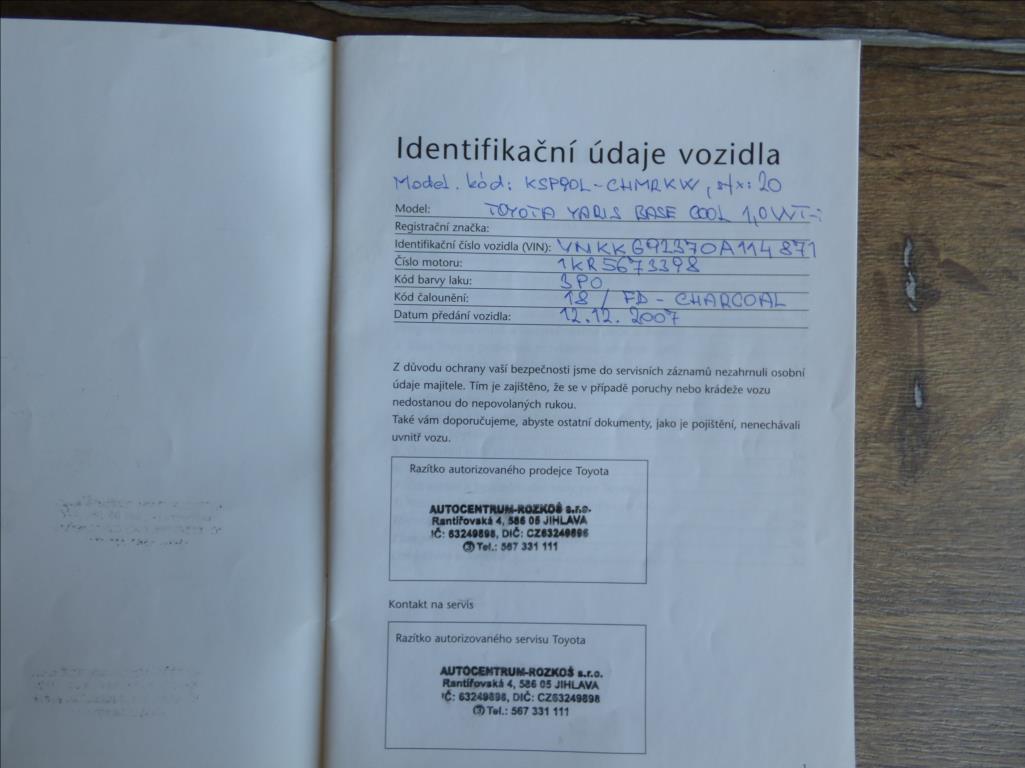 Identifikační údaje vozidla
Model. kód: KSP90L-CHMRKW, sfx: 20
Model: TOYOTA YARIS BASE COOL 1,0 VVT-i
Registrační značka:
Identifikační číslo vozidla (VIN): VNKKG92370A114871
Číslo motoru: 1KR5673398
Kód barvy laku: 3P0
Kód čalounění: 18 / FD - CHARCOAL
Datum předání vozidla: 12.12.2007
Z důvodu ochrany vaší bezpečnosti jsme do servisních záznamů nezahrnuli osobní
údaje majitele. Tím je zajištěno, že se v případě poruchy nebo krádeže vozu
nedostanou do nepovolaných rukou.
Také vám doporučujeme, abyste ostatní dokumenty, jako je pojištění, nenechávali
uvnitř vozu.
Razítko autorizovaného prodejce Toyota
AUTOCENTRUM-ROZKOŠ s.r.o.
Rantířovská 4, 586 05 JIHLAVA
IČ: 63249898, DIČ: CZ63249898
Tel.: 567 331 111
Kontakt na servis
Razítko autorizovaného servisu Toyota
AUTOCENTRUM-ROZKOŠ s.r.o.
Rantířovská 4, 586 05 JIHLAVA
IČ: 63249898, DIČ: CZ63249898
Tel.: 567 331 111